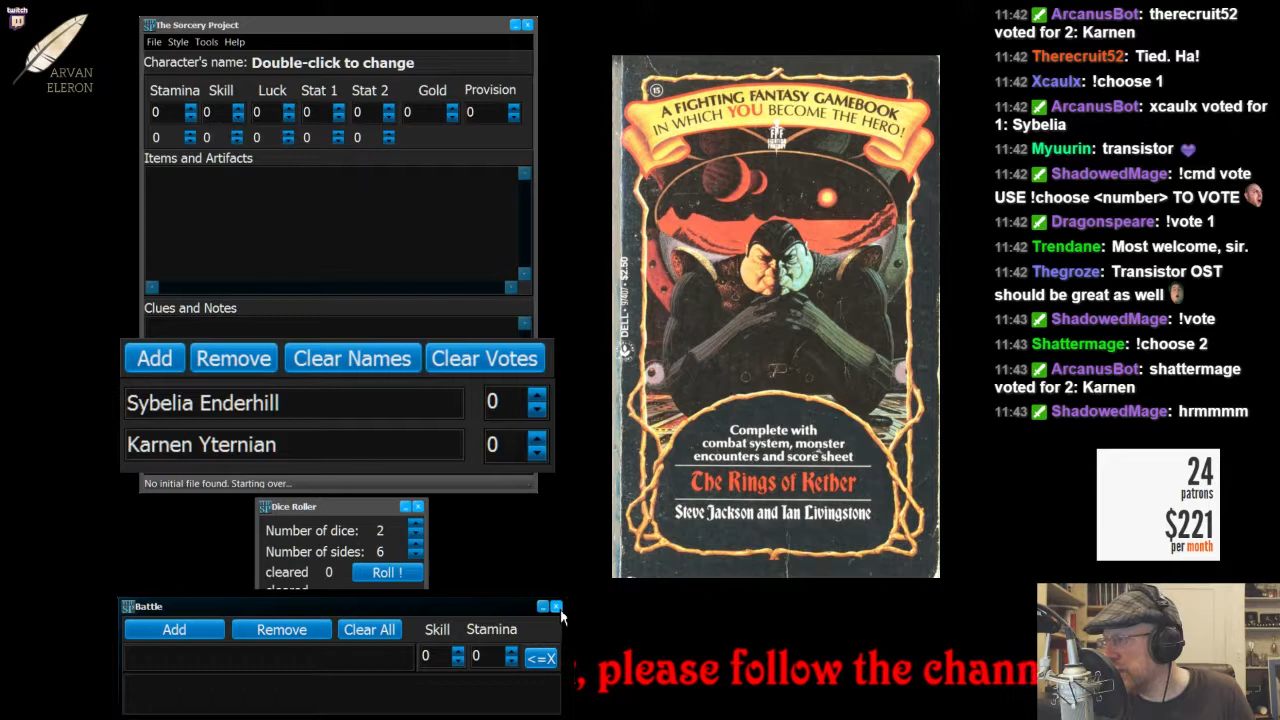 twitch
ARVAN
ELERON
The Sorcery Project
File Style Tools Help
Character's name: Double-click to change
Stamina Skill Luck Stat 1 Stat 2 Gold Provision
0 0 0 0 0 0 0
0 0 0 0 0
Items and Artifacts
Clues and Notes
Add Remove Clear Names Clear Votes
Sybelia Enderhill 0
Karnen Yternian 0
No initial file found. Starting over...
Dice Roller
Number of dice: 2
Number of sides: 6
cleared 0 Roll !
cleared
Battle
Add Remove Clear All Skill Stamina
0 0 <=X
15
A FIGHTING FANTASY GAMEBOOK
IN WHICH YOU BECOME THE HERO!
DELL • 97407 • $2.50
Complete with
combat system, monster
encounters and score sheet
The Rings of Kether
Steve Jackson and Ian Livingstone
, please follow the chann
11:42 ArcanusBot: therecruit52
voted for 2: Karnen
11:42 Therecruit52: Tied. Ha!
11:42 Xcaulx: !choose 1
11:42 ArcanusBot: xcaulx voted for
1: Sybelia
11:42 Myuurin: transistor
11:42 ShadowedMage: !cmd vote
USE !choose <number> TO VOTE
11:42 Dragonspeare: !vote 1
11:42 Trendane: Most welcome, sir.
11:42 Thegroze: Transistor OST
should be great as well
11:43 ShadowedMage: !vote
11:43 Shattermage: !choose 2
11:43 ArcanusBot: shattermage
voted for 2: Karnen
11:43 ShadowedMage: hrmmmm
24
patrons
$221
per month